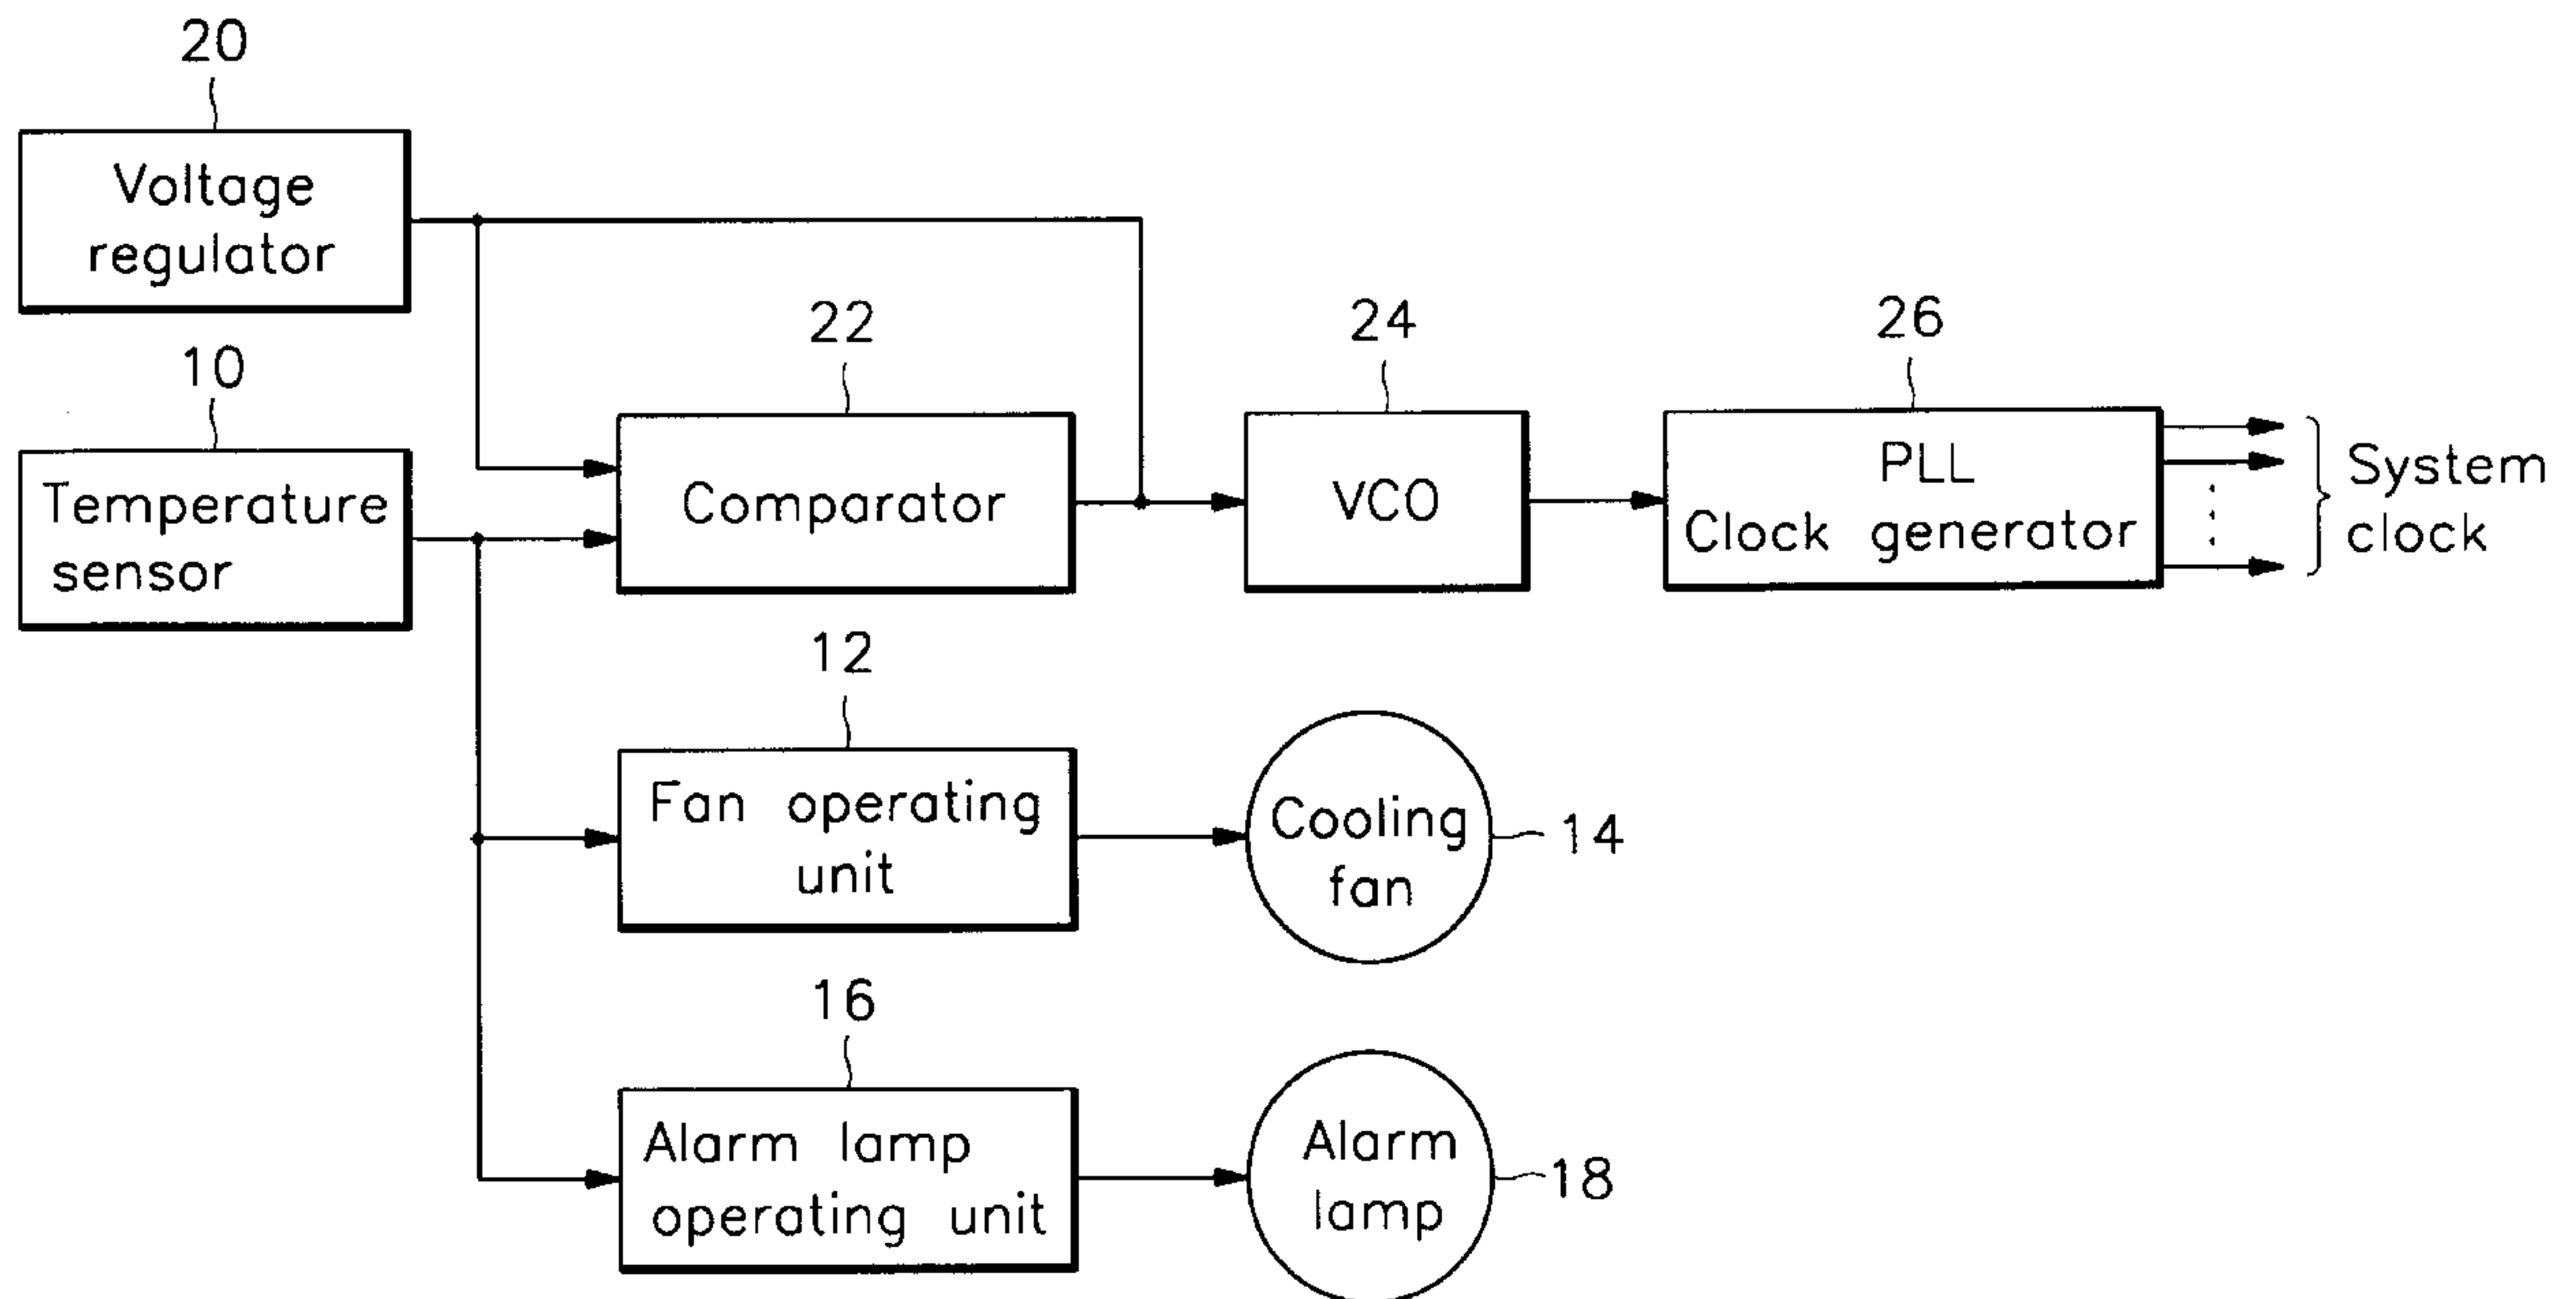 20
Voltage
regulator
10
Temperature
sensor
22
Comparator
24
VCO
26
PLL
Clock generator
System
clock
12
Fan operating
unit
Cooling
fan
14
16
Alarm lamp
operating unit
Alarm
lamp
18